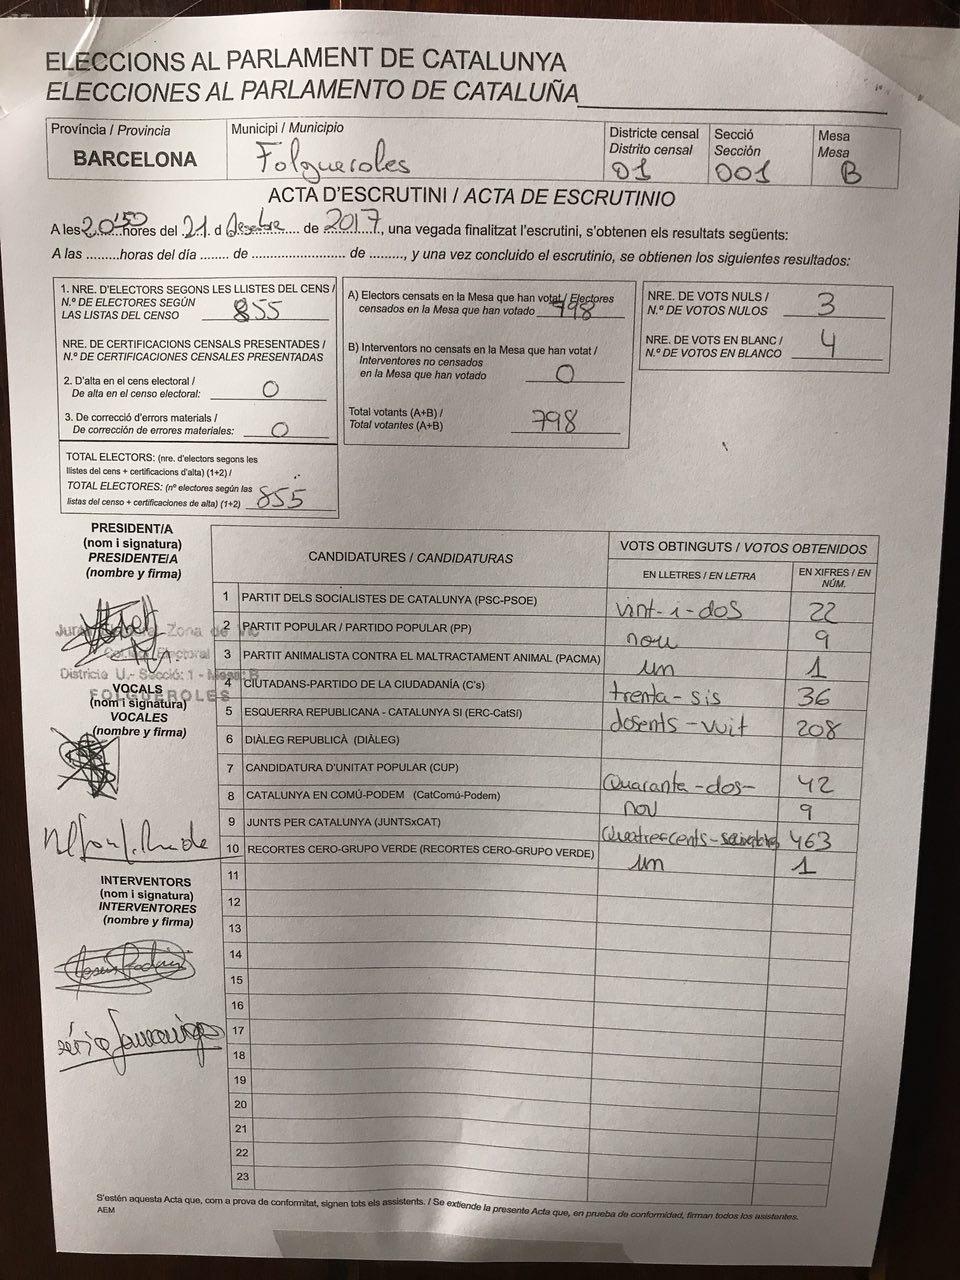 ELECCIONS AL PARLAMENT DE CATALUNYA
ELECCIONES AL PARLAMENTO DE CATALUÑA
Província / Provincia
BARCELONA
Municipi / Municipio
Folgueroles
Districte censal
Distrito censal
01
Secció
Sección
001
Mesa
Mesa
B
ACTA D'ESCRUTINI / ACTA DE ESCRUTINIO
A les 20'50 hores del 21 d desembre de 2017, una vegada finalitzat l'escrutini, s'obtenen els resultats següents:
A las .........horas del día ........ de ........................ de ........., y una vez concluido el escrutinio, se obtienen los siguientes resultados:
1. NRE. D'ELECTORS SEGONS LES LLISTES DEL CENS /
N.º DE ELECTORES SEGÚN
LAS LISTAS DEL CENSO 855
NRE. DE CERTIFICACIONS CENSALS PRESENTADES /
N.º DE CERTIFICACIONES CENSALES PRESENTADAS
2. D'alta en el cens electoral /
De alta en el censo electoral: 0
3. De correcció d'errors materials /
De corrección de errores materiales: 0
TOTAL ELECTORS: (nre. d'electors segons les
llistes del cens + certificacions d'alta) (1+2) /
TOTAL ELECTORES: (nº electores según las
listas del censo + certificaciones de alta) (1+2) 855
A) Electors censats en la Mesa que han votat / Electores
censados en la Mesa que han votado 798
B) Interventors no censats en la Mesa que han votat /
Interventores no censados
en la Mesa que han votado 0
Total votants (A+B) /
Total votantes (A+B) 798
NRE. DE VOTS NULS /
N.º DE VOTOS NULOS 3
NRE. DE VOTS EN BLANC /
N.º DE VOTOS EN BLANCO 4
PRESIDENT/A
(nom i signatura)
PRESIDENTE/A
(nombre y firma)
Junta Electoral Zona de Vic
Electoral
Districte U.- Secció: 1 - Mesa: B
FOLGUEROLES
VOCALS
(nom i signatura)
VOCALES
(nombre y firma)
INTERVENTORS
(nom i signatura)
INTERVENTORES
(nombre y firma)
CANDIDATURES / CANDIDATURAS
VOTS OBTINGUTS / VOTOS OBTENIDOS
EN LLETRES / EN LETRA
EN XIFRES / EN
NÚM.
1 PARTIT DELS SOCIALISTES DE CATALUNYA (PSC-PSOE) vint-i-dos 22
2 PARTIT POPULAR / PARTIDO POPULAR (PP) nou 9
3 PARTIT ANIMALISTA CONTRA EL MALTRACTAMENT ANIMAL (PACMA) un 1
4 CIUTADANS-PARTIDO DE LA CIUDADANÍA (C's) trenta-sis 36
5 ESQUERRA REPUBLICANA - CATALUNYA SI (ERC-CatSí) dosents-vuit 208
6 DIÀLEG REPUBLICÀ (DIÀLEG)
7 CANDIDATURA D'UNITAT POPULAR (CUP) Quaranta-dos- 42
8 CATALUNYA EN COMÚ-PODEM (CatComú-Podem) nou 9
9 JUNTS PER CATALUNYA (JUNTSxCAT) 463
10 RECORTES CERO-GRUPO VERDE (RECORTES CERO-GRUPO VERDE) un 1
11
12
13
14
15
16
17
18
19
20
21
22
23
S'estén aquesta Acta que, com a prova de conformitat, signen tots els assistents. / Se extiende la presente Acta que, en prueba de conformidad, firman todos los asistentes.
AEM